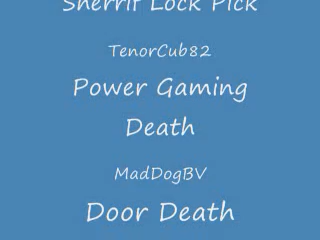 Sherrif Lock Pick
TenorCub82
Power Gaming
Death
MadDogBV
Door Death